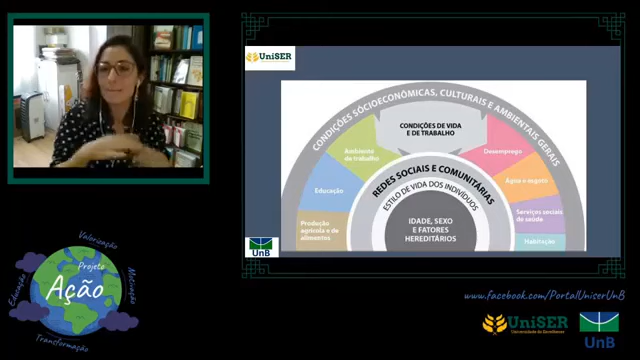 UniSER
CONDIÇÕES SÓCIOECONÔMICAS, CULTURAIS E AMBIENTAIS GERAIS
CONDIÇÕES DE VIDA
E DE TRABALHO
Ambiente
de trabalho
Desemprego
REDES SOCIAIS E COMUNITÁRIAS
ESTILO DE VIDA DOS INDIVÍDUOS
Educação
Água e esgoto
Serviços sociais
de saúde
Produção
agrícola e de
alimentos
IDADE, SEXO
E FATORES
HEREDITÁRIOS
Habitação
UnB
Valorização
Projeto
Ação
Educação
Motivação
Transformação
www.facebook.com/PortalUniserUnB
UniSER
UnB